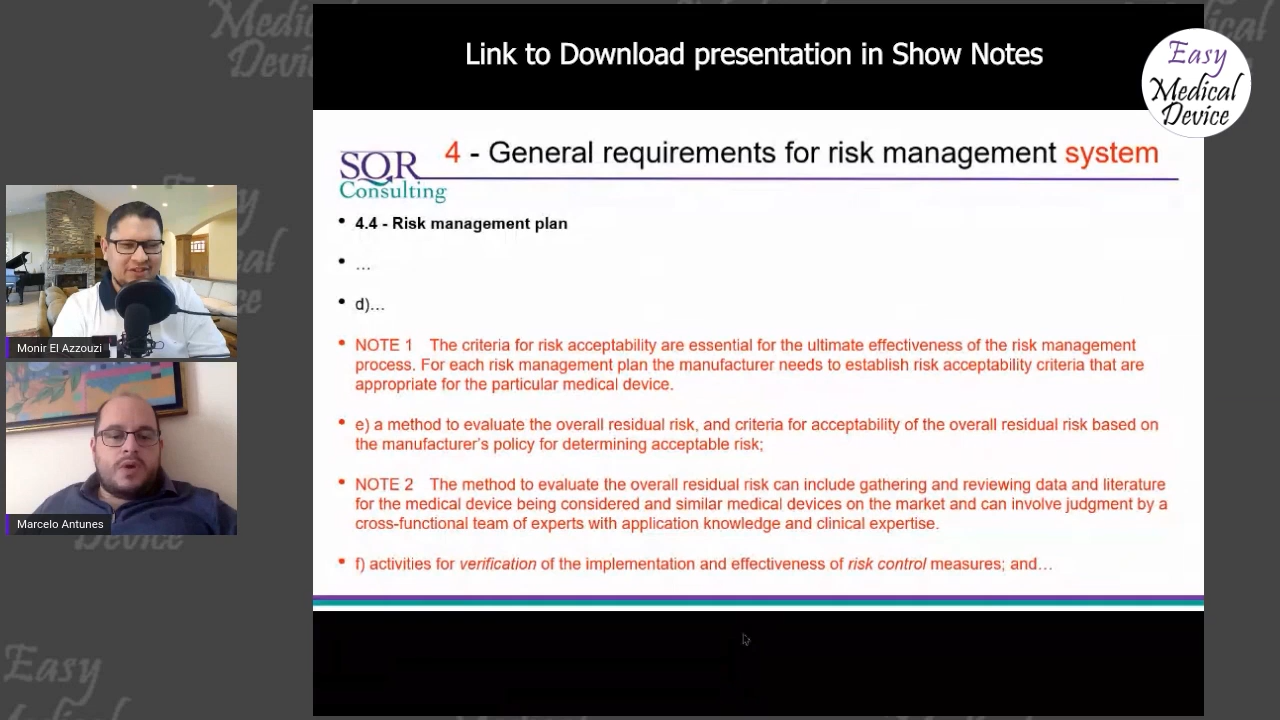 Link to Download presentation in Show Notes
Easy
Medical
Device
SQR
Consulting
4 - General requirements for risk management system
• 4.4 - Risk management plan
• …
• d)…
• NOTE 1 The criteria for risk acceptability are essential for the ultimate effectiveness of the risk management
process. For each risk management plan the manufacturer needs to establish risk acceptability criteria that are
appropriate for the particular medical device.
• e) a method to evaluate the overall residual risk, and criteria for acceptability of the overall residual risk based on
the manufacturer's policy for determining acceptable risk;
• NOTE 2 The method to evaluate the overall residual risk can include gathering and reviewing data and literature
for the medical device being considered and similar medical devices on the market and can involve judgment by a
cross-functional team of experts with application knowledge and clinical expertise.
• f) activities for verification of the implementation and effectiveness of risk control measures; and…
Monir El Azzouzi
Marcelo Antunes